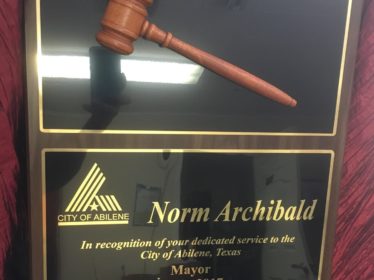 CITY OF ABILENE
Norm Archibald
In recognition of your dedicated service to the
City of Abilene, Texas
Mayor